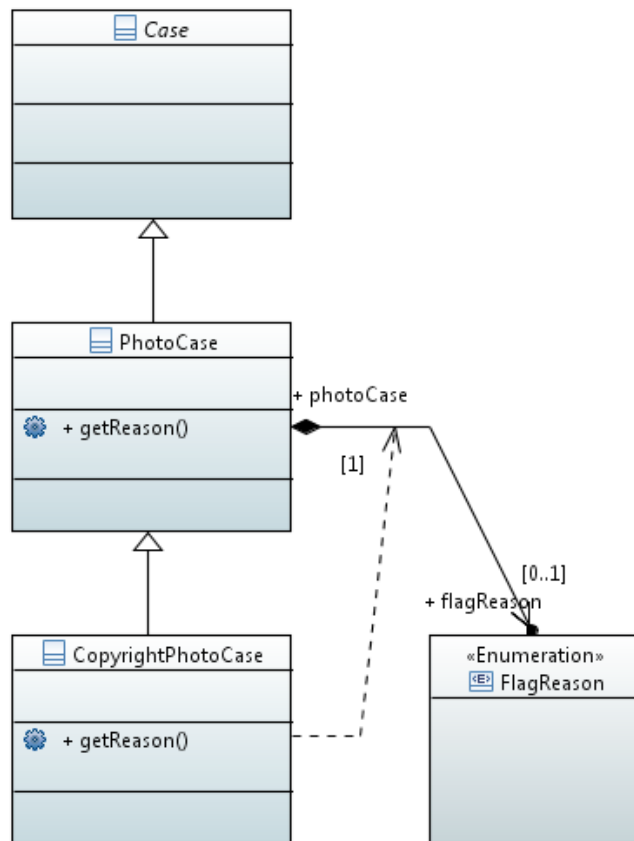 Case
PhotoCase
+ getReason()
+ photoCase
[1]
[0..1]
+ flagReason
CopyrightPhotoCase
+ getReason()
«Enumeration»
<E> FlagReason